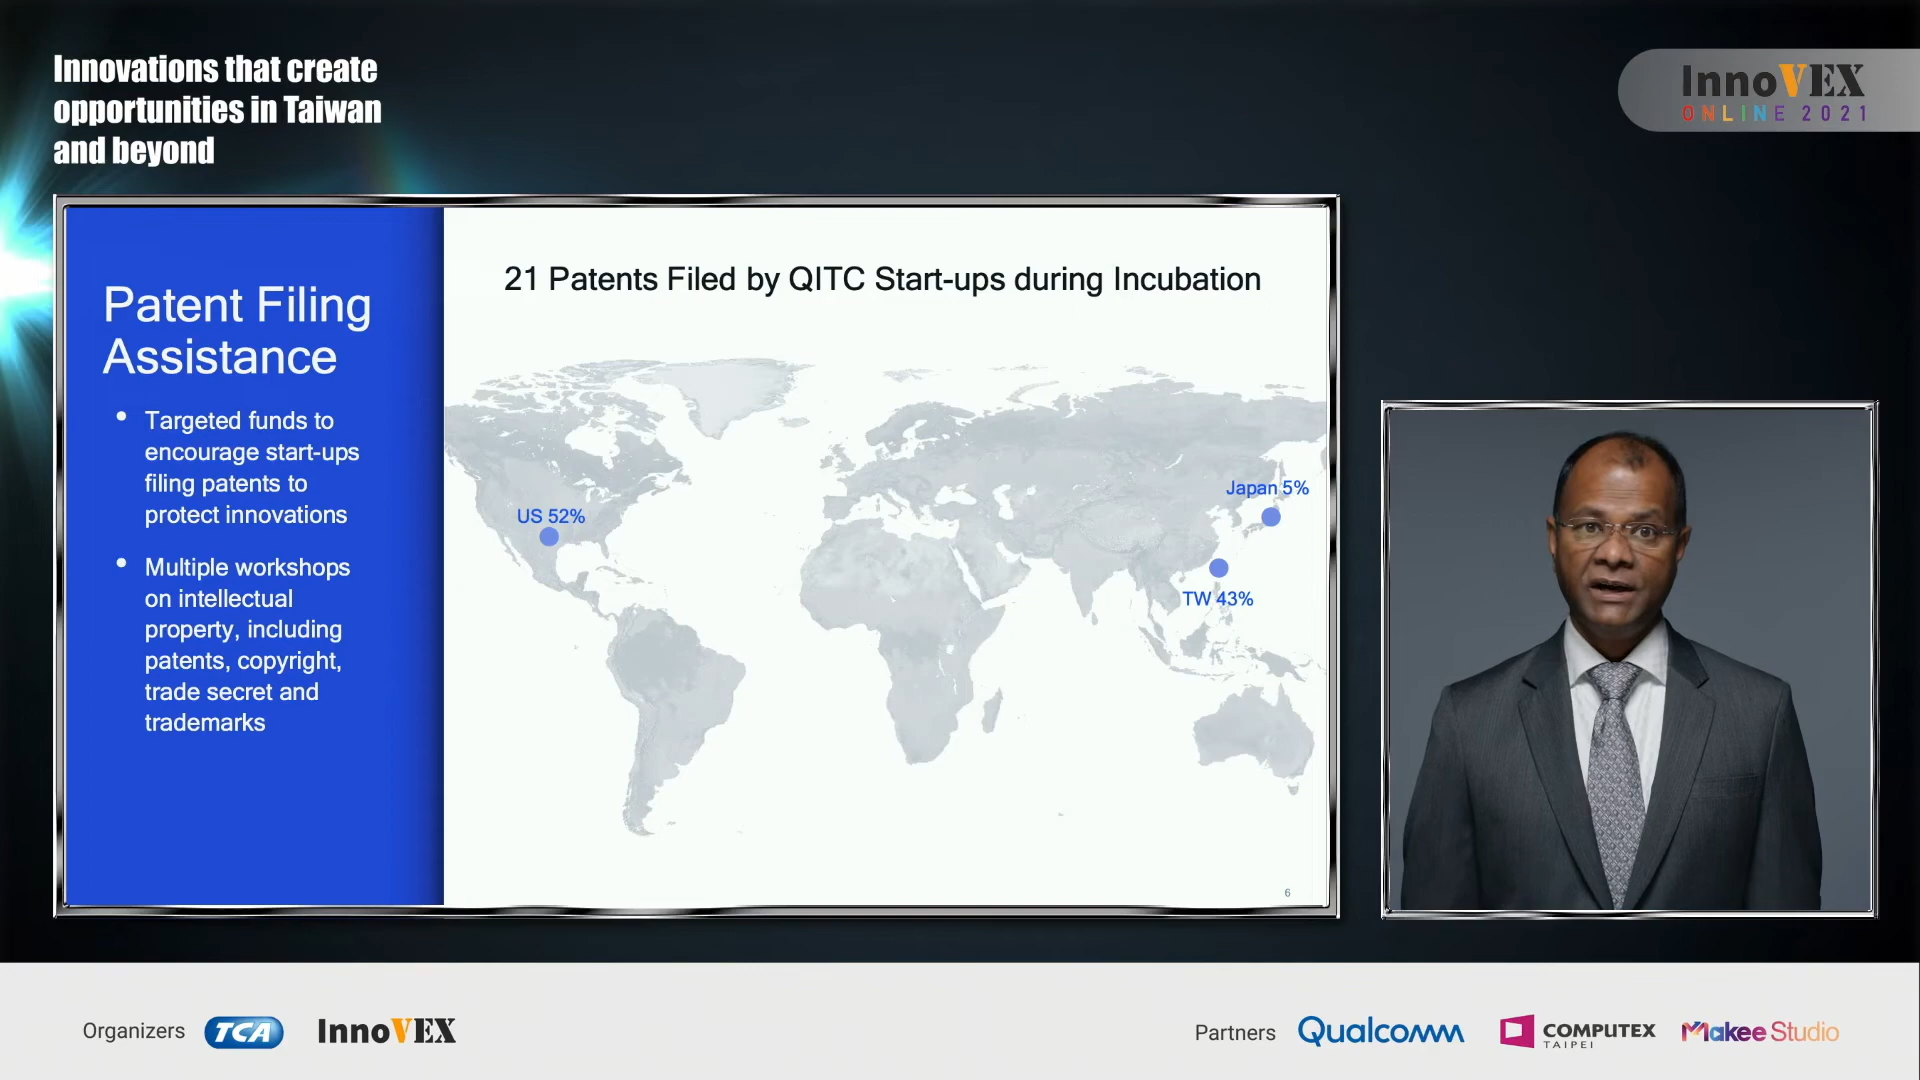 Innovations that create
opportunities in Taiwan
and beyond
InnoVEX
ONLINE 2021
Patent Filing
Assistance
• Targeted funds to
encourage start-ups
filing patents to
protect innovations
• Multiple workshops
on intellectual
property, including
patents, copyright,
trade secret and
trademarks
21 Patents Filed by QITC Start-ups during Incubation
US 52%
Japan 5%
TW 43%
6
Organizers
TCA
InnoVEX
Partners
Qualcomm
COMPUTEX
TAIPEI
Makee Studio